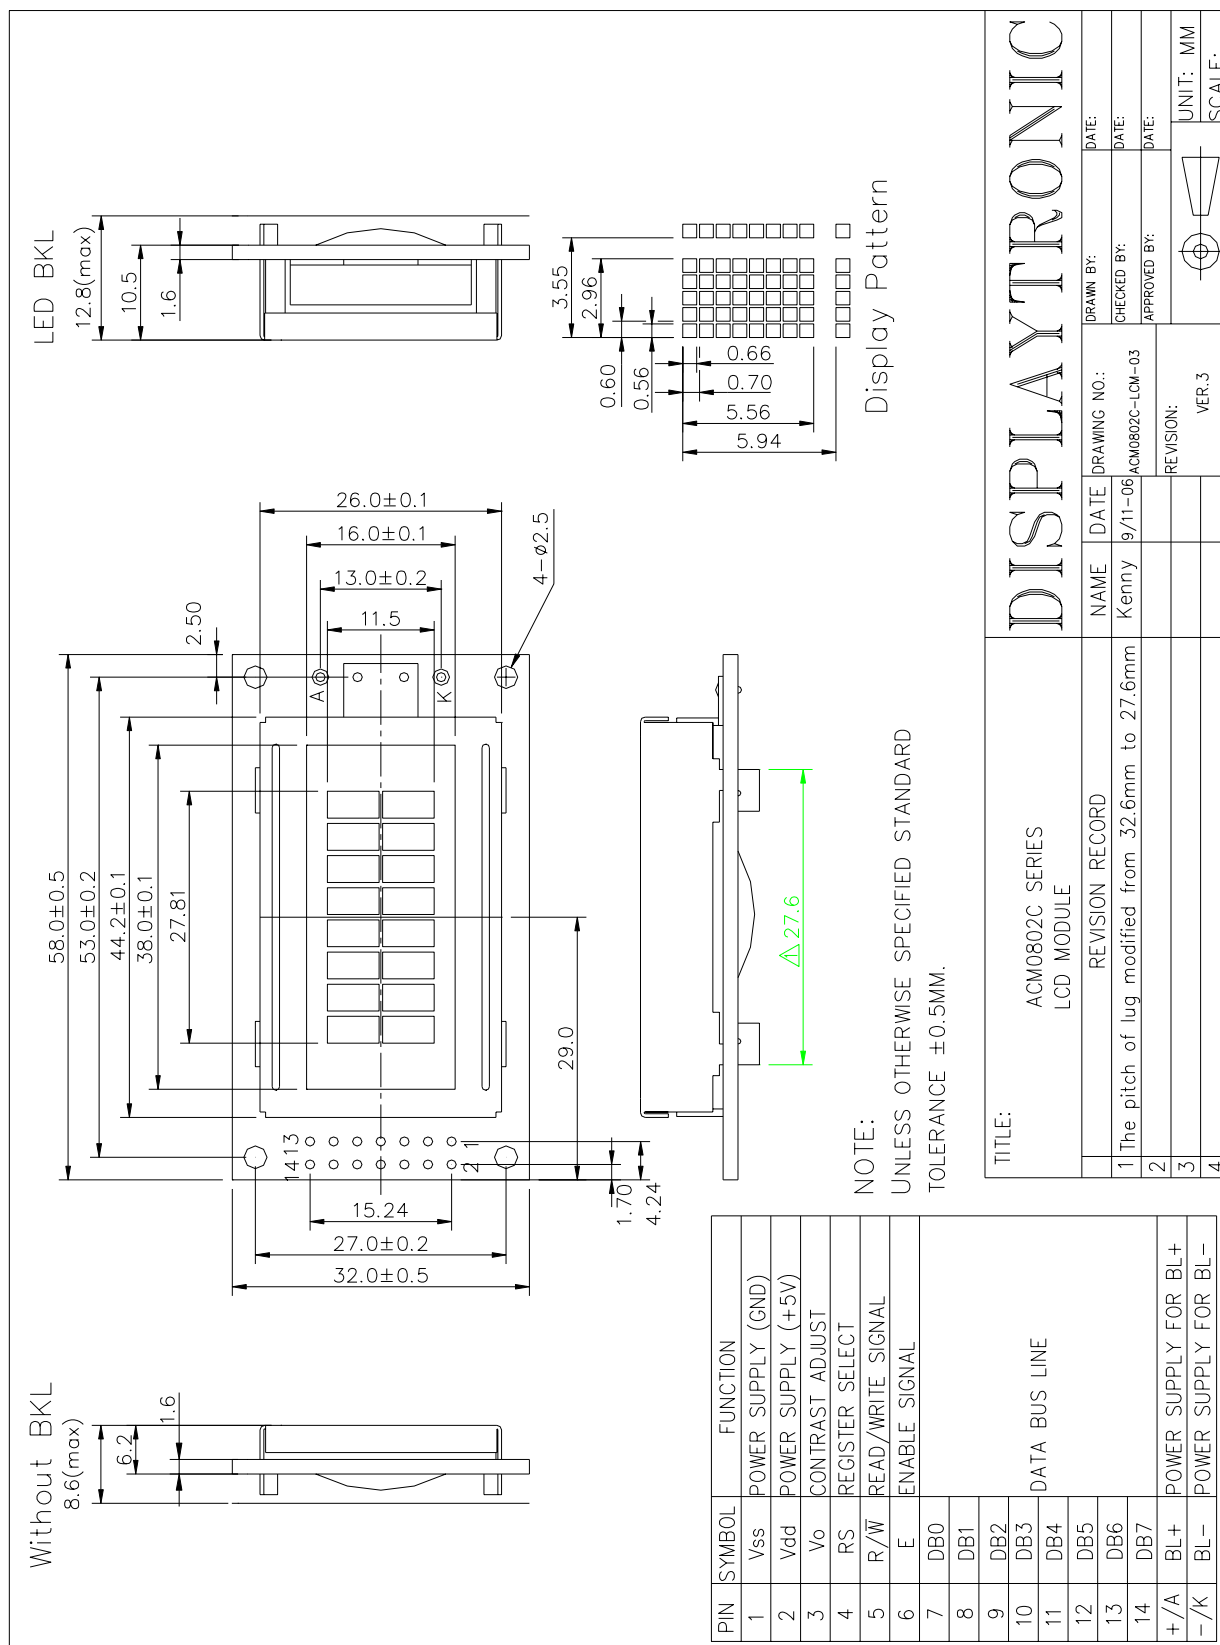 Without BKL
8.6(max)
6.2
1.6
58.0±0.5
53.0±0.2
44.2±0.1
38.0±0.1
27.81
2.50
26.0±0.1
16.0±0.1
13.0±0.2
11.5
4-ø2.5
A
K
14 13
2 1
15.24
27.0±0.2
32.0±0.5
1.70
4.24
29.0
LED BKL
12.8(max)
10.5
1.6
3.55
2.96
0.60
0.56
0.66
0.70
5.56
5.94
Display Pattern
1 27.6
NOTE:
UNLESS OTHERWISE SPECIFIED STANDARD
TOLERANCE ±0.5MM.
PIN SYMBOL FUNCTION
1 Vss POWER SUPPLY (GND)
2 Vdd POWER SUPPLY (+5V)
3 Vo CONTRAST ADJUST
4 RS REGISTER SELECT
5 R/W̅ READ/WRITE SIGNAL
6 E ENABLE SIGNAL
7 DB0
8 DB1
9 DB2
10 DB3
11 DB4
12 DB5
13 DB6
14 DB7
DATA BUS LINE
+/A BL+ POWER SUPPLY FOR BL+
-/K BL- POWER SUPPLY FOR BL-
TITLE:
ACM0802C SERIES
LCD MODULE
DISPLAYTRONIC
REVISION RECORD NAME DATE
1 The pitch of lug modified from 32.6mm to 27.6mm Kenny 9/11-06
2
3
4
DRAWING NO.:
ACM0802C-LCM-03
REVISION:
VER.3
DRAWN BY: DATE:
CHECKED BY: DATE:
APPROVED BY: DATE:
UNIT: MM
SCALE: